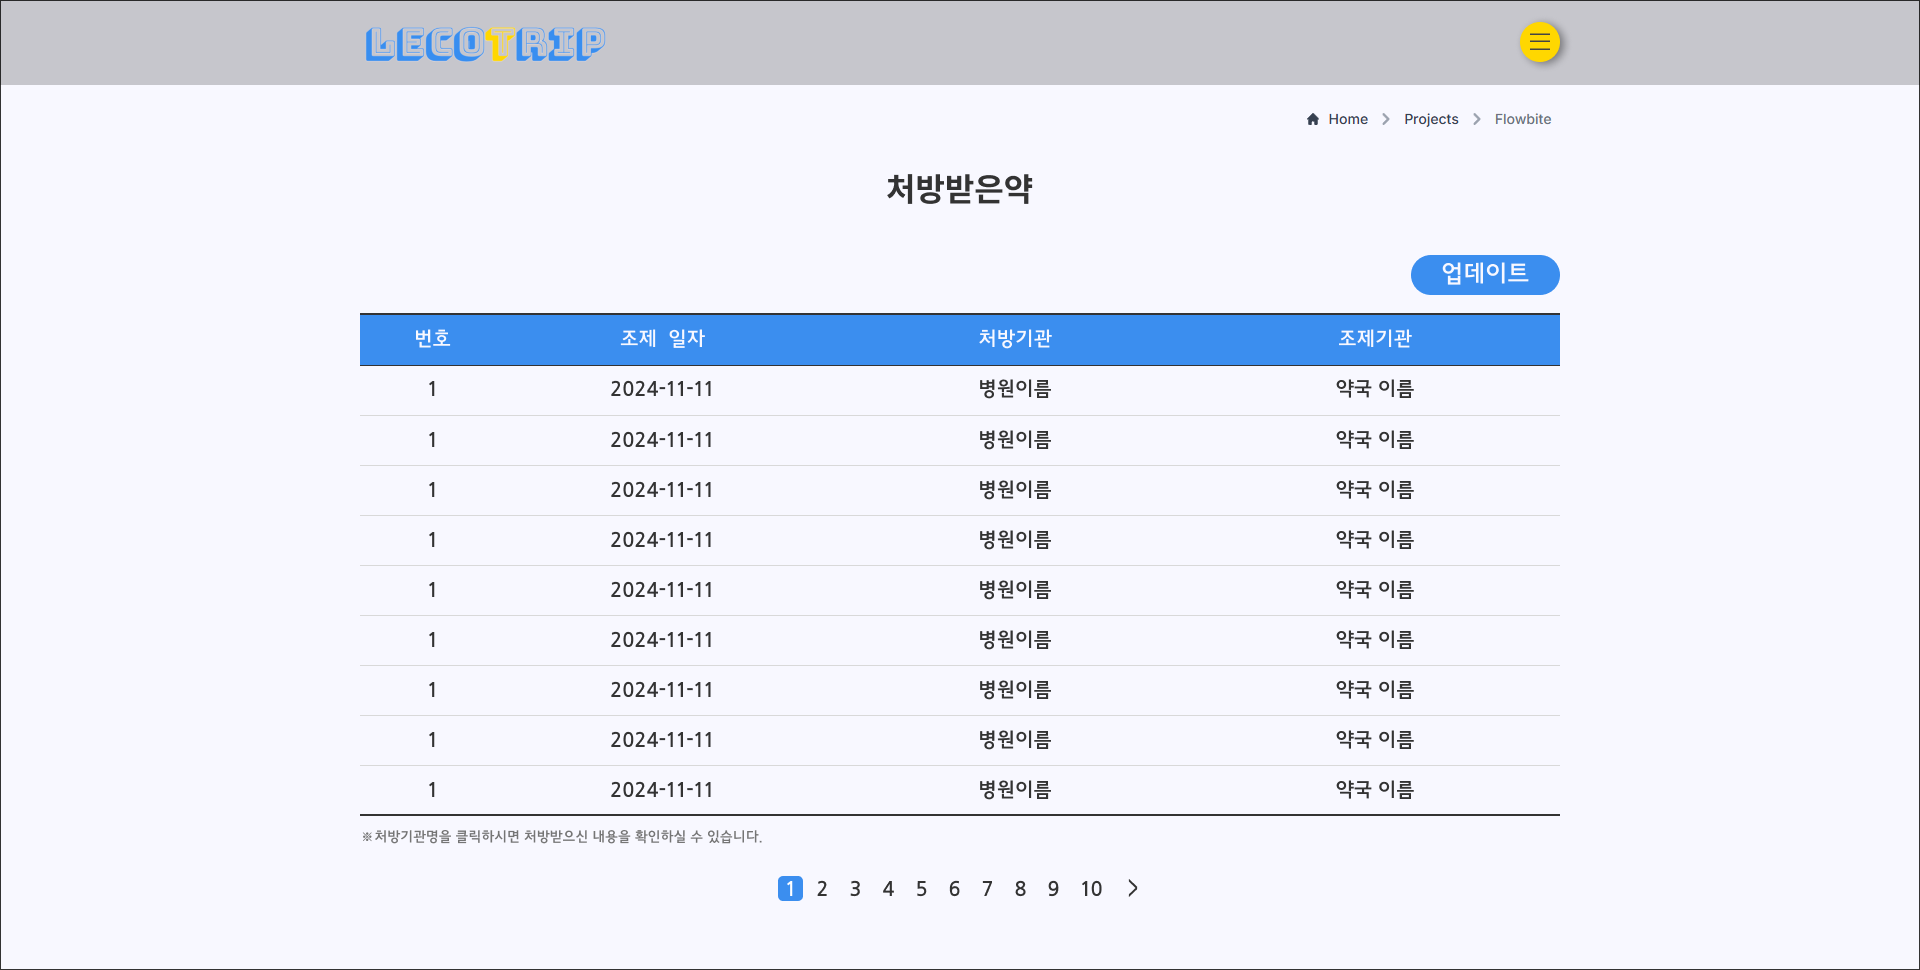 LECOTRIP
Home > Projects > Flowbite
처방받은약
업데이트
번호 조제 일자 처방기관 조제기관
1 2024-11-11 병원이름 약국 이름
1 2024-11-11 병원이름 약국 이름
1 2024-11-11 병원이름 약국 이름
1 2024-11-11 병원이름 약국 이름
1 2024-11-11 병원이름 약국 이름
1 2024-11-11 병원이름 약국 이름
1 2024-11-11 병원이름 약국 이름
1 2024-11-11 병원이름 약국 이름
1 2024-11-11 병원이름 약국 이름
※처방기관명을 클릭하시면 처방받으신 내용을 확인하실 수 있습니다.
1 2 3 4 5 6 7 8 9 10 >